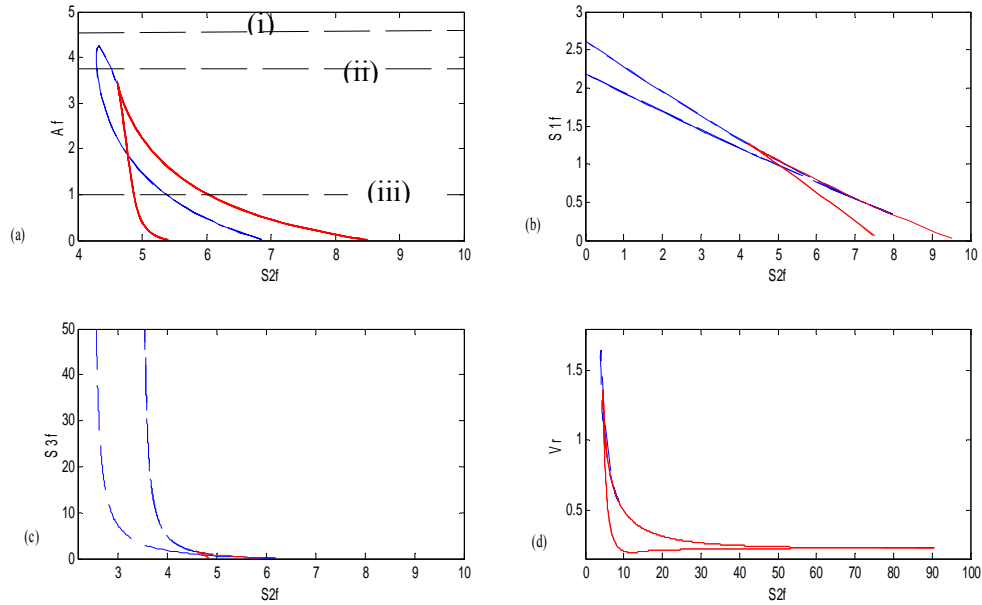 5
4
3
2
1
0
A f
4 5 6 7 8 9 10
S2f
(a)
(i)
(ii)
(iii)
3
2.5
2
1.5
1
0.5
0
S 1f
0 1 2 3 4 5 6 7 8 9 10
S2f
(b)
50
40
30
20
10
0
S 3f
3 4 5 6 7 8 9 10
S2f
(c)
1.5
1
0.5
V r
0 10 20 30 40 50 60 70 80 90 100
S2f
(d)